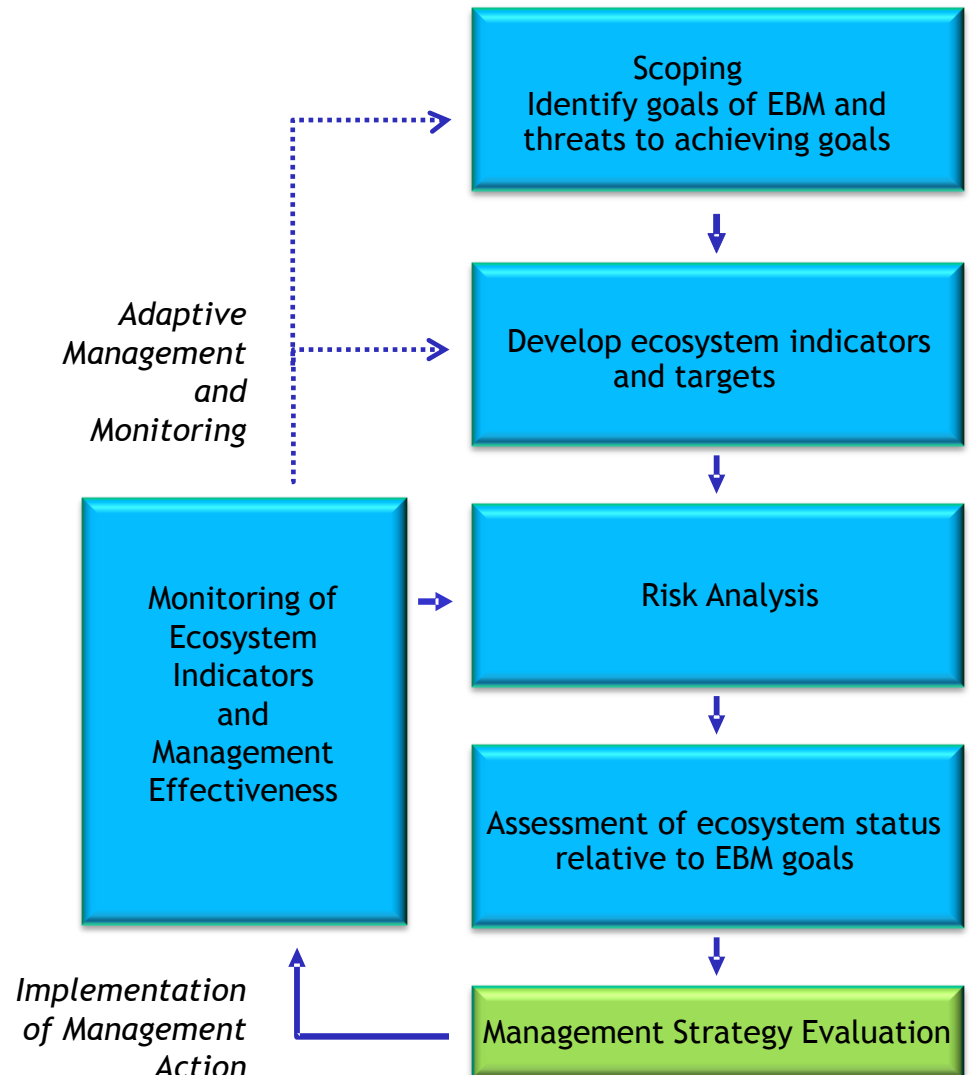 Scoping
Identify goals of EBM and
threats to achieving goals
Adaptive
Management
and
Monitoring
Develop ecosystem indicators
and targets
Monitoring of
Ecosystem
Indicators
and
Management
Effectiveness
Risk Analysis
Assessment of ecosystem status
relative to EBM goals
Implementation
of Management
Action
Management Strategy Evaluation